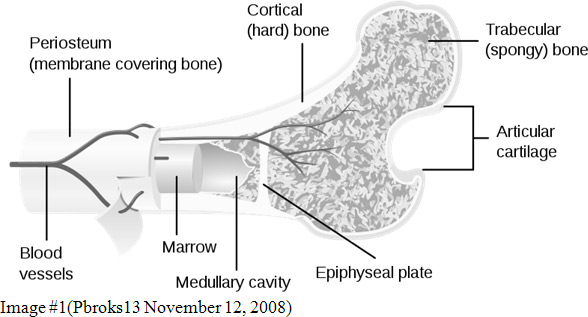 Cortical
(hard) bone
Trabecular
(spongy) bone
Periosteum
(membrane covering bone)
Articular
cartilage
Blood
vessels
Marrow
Medullary cavity
Epiphyseal plate
Image #1(Pbroks13 November 12, 2008)